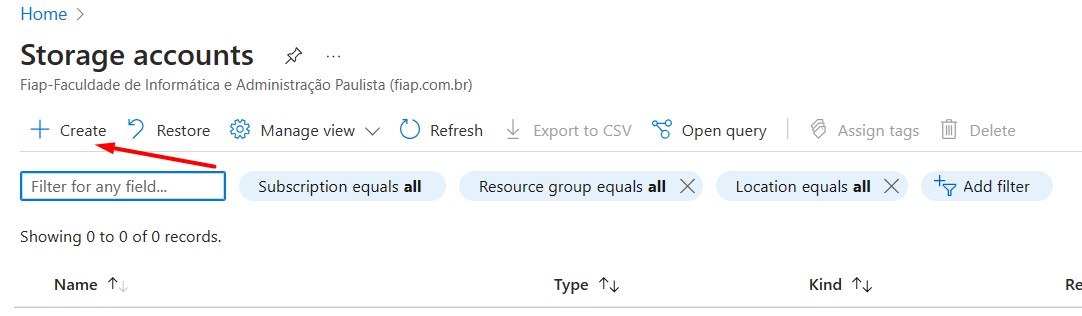 Home >
Storage accounts ...
Fiap-Faculdade de Informática e Administração Paulista (fiap.com.br)
+ Create Restore Manage view Refresh Export to CSV Open query Assign tags Delete
Filter for any field... Subscription equals all Resource group equals all Location equals all Add filter
Showing 0 to 0 of 0 records.
Name ↑↓ Type ↑↓ Kind ↑↓ Re